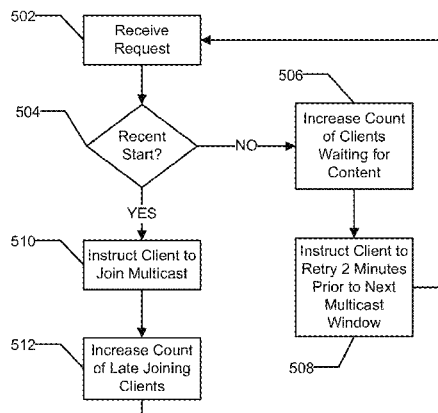 502
Receive
Request
504
Recent
Start?
NO
506
Increase Count
of Clients
Waiting for
Content
YES
510
Instruct Client to
Join Multicast
Instruct Client to
Retry 2 Minutes
Prior to Next
Multicast
Window
508
512
Increase Count
of Late Joining
Clients